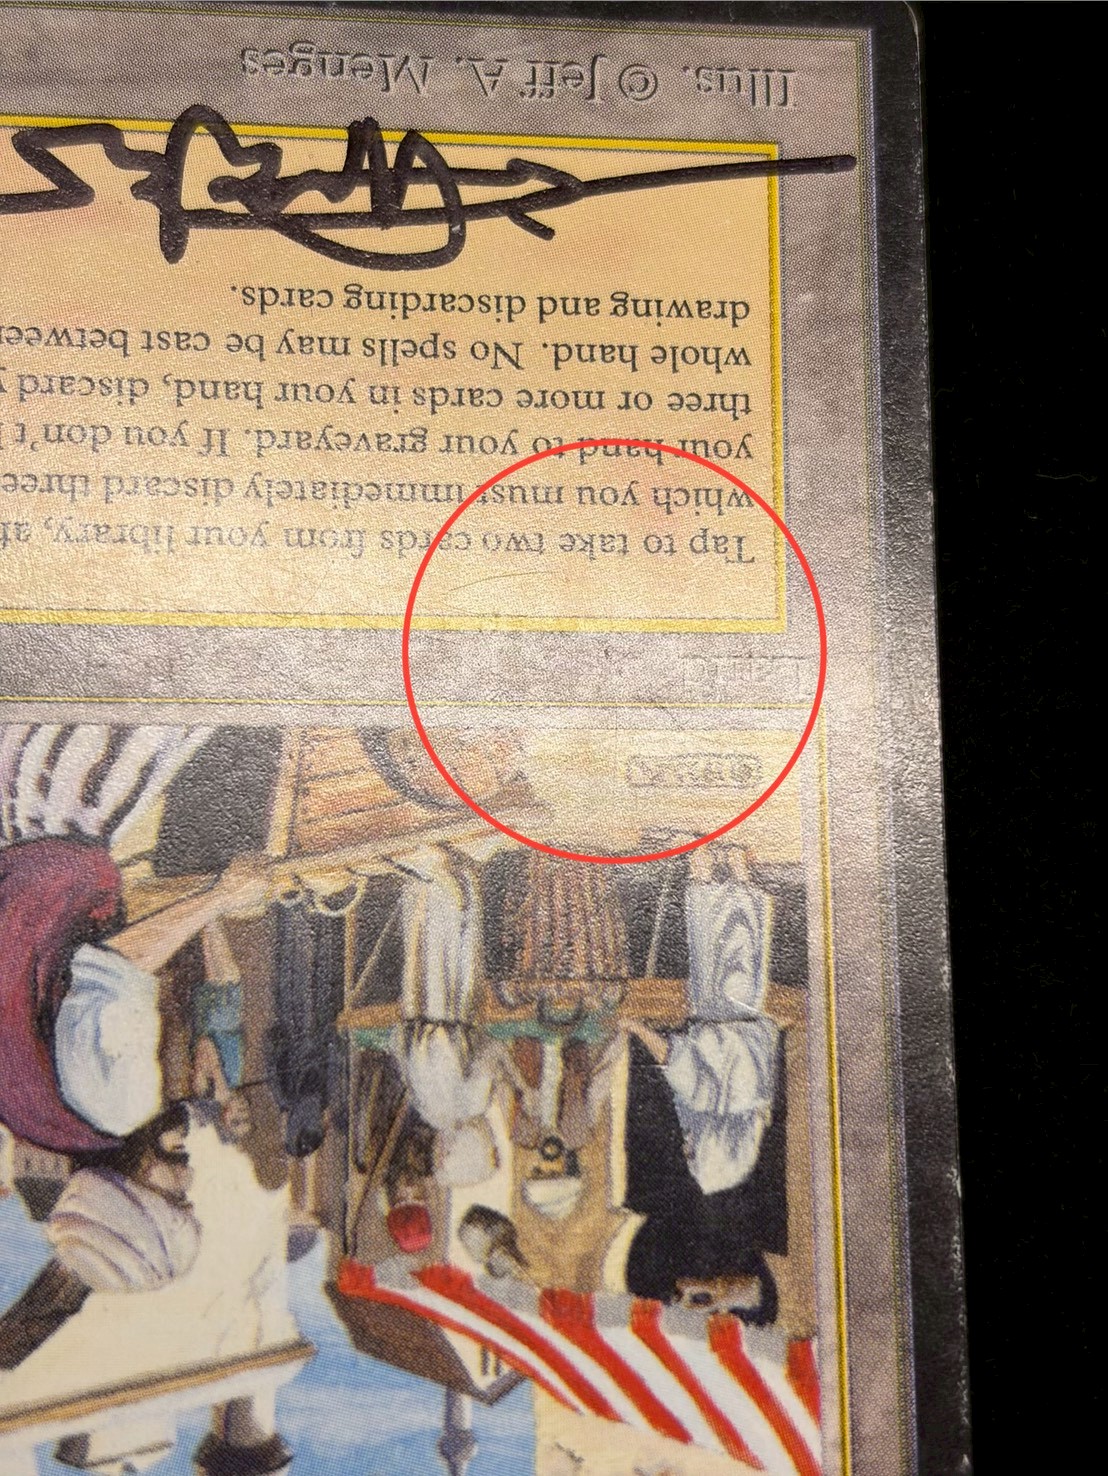 Land
Tap to take two cards from your library,
which you must immediately discard three
your hand to your graveyard. If you don't
three or more cards in your hand, discard
whole hand. No spells may be cast
drawing and discarding cards.
Illus. © Jeff A. Menges